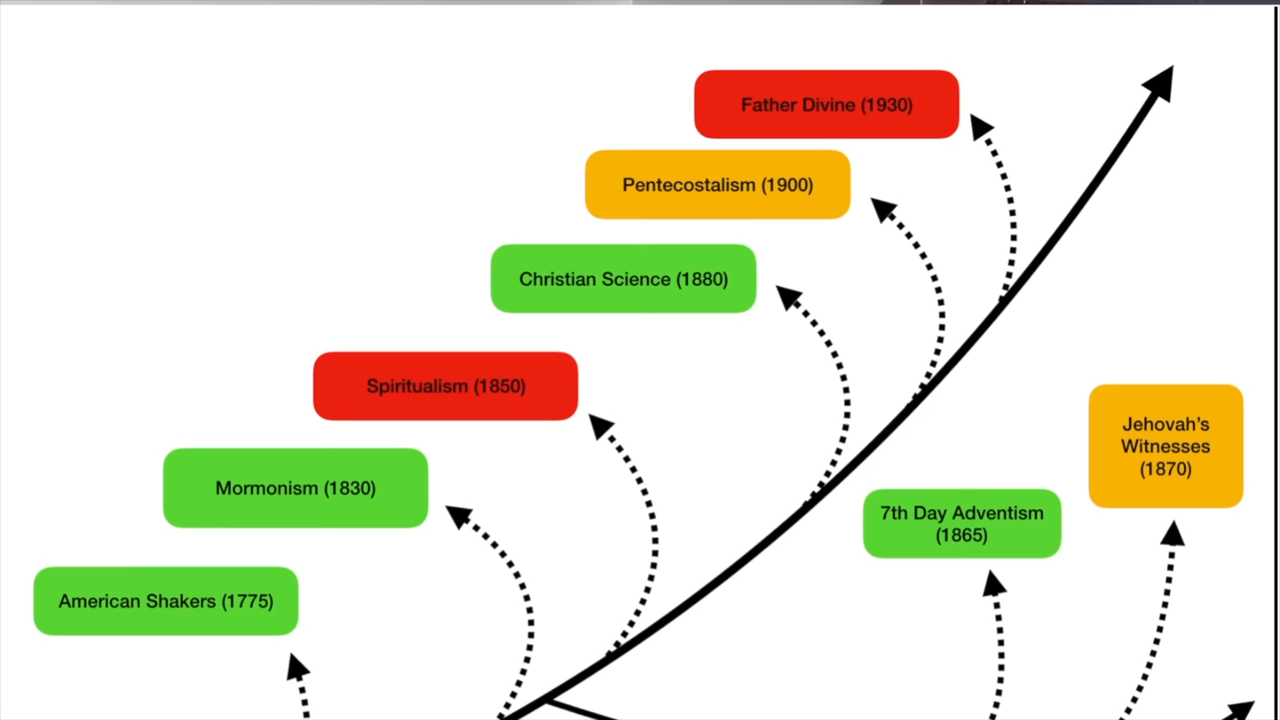 Father Divine (1930)
Pentecostalism (1900)
Christian Science (1880)
Spiritualism (1850)
Jehovah's
Witnesses
(1870)
Mormonism (1830)
7th Day Adventism
(1865)
American Shakers (1775)